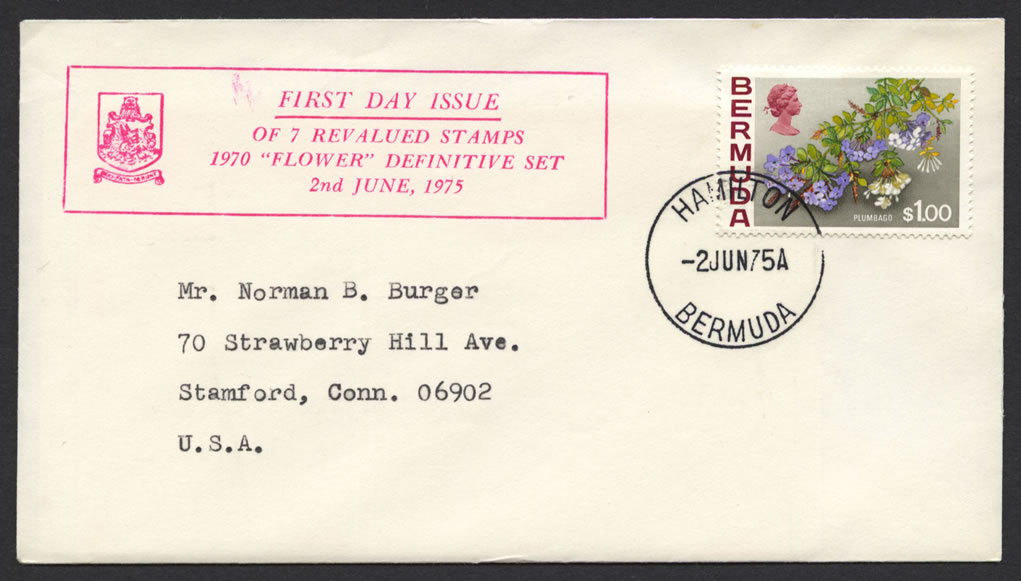 FIRST DAY ISSUE
OF 7 REVALUED STAMPS
1970 "FLOWER" DEFINITIVE SET
2nd JUNE, 1975
BERMUDA
PLUMBAGO
$1.00
HAMILTON
-2JUN75A
BERMUDA
Mr. Norman B. Burger
70 Strawberry Hill Ave.
Stamford, Conn. 06902
U.S.A.